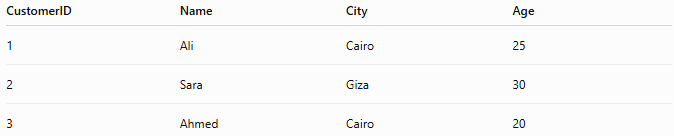 CustomerID Name City Age
1 Ali Cairo 25
2 Sara Giza 30
3 Ahmed Cairo 20